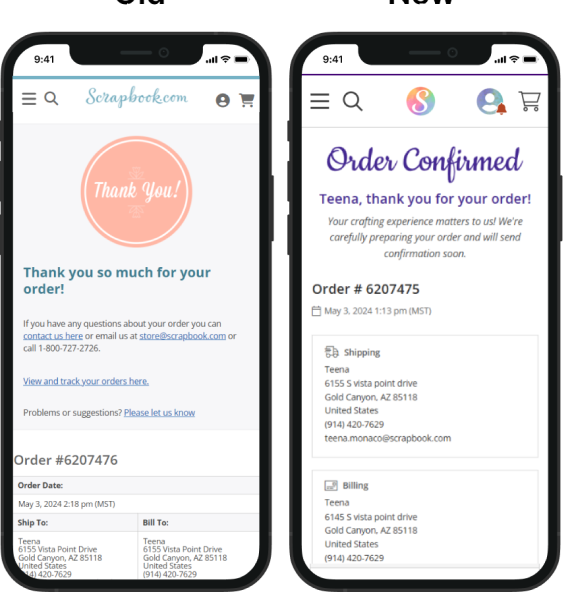 9:41
Scrapbook.com
Thank You!
Thank you so much for your
order!
If you have any questions about your order you can
contact us here or email us at store@scrapbook.com or
call 1-800-727-2726.
View and track your orders here.
Problems or suggestions? Please let us know
Order #6207476
Order Date:
May 3, 2024 2:18 pm (MST)
Ship To: Bill To:
Teena Teena
6155 Vista Point Drive 6155 Vista Point Drive
Gold Canyon, AZ 85118 Gold Canyon, AZ 85118
United States United States
(914) 420-7629 (914) 420-7629
9:41
S
Order Confirmed
Teena, thank you for your order!
Your crafting experience matters to us! We're
carefully preparing your order and will send
confirmation soon.
Order # 6207475
May 3, 2024 1:13 pm (MST)
Shipping
Teena
6155 S vista point drive
Gold Canyon, AZ 85118
United States
(914) 420-7629
teena.monaco@scrapbook.com
Billing
Teena
6145 S vista point drive
Gold Canyon, AZ 85118
United States
(914) 420-7629